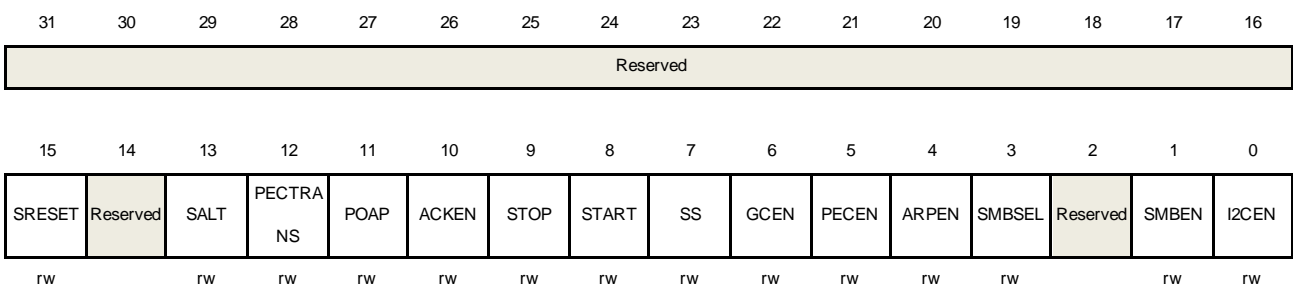 31 30 29 28 27 26 25 24 23 22 21 20 19 18 17 16
Reserved
15 14 13 12 11 10 9 8 7 6 5 4 3 2 1 0
SRESET Reserved SALT PECTRA NS POAP ACKEN STOP START SS GCEN PECEN ARPEN SMBSEL Reserved SMBEN I2CEN
rw rw rw rw rw rw rw rw rw rw rw rw rw rw